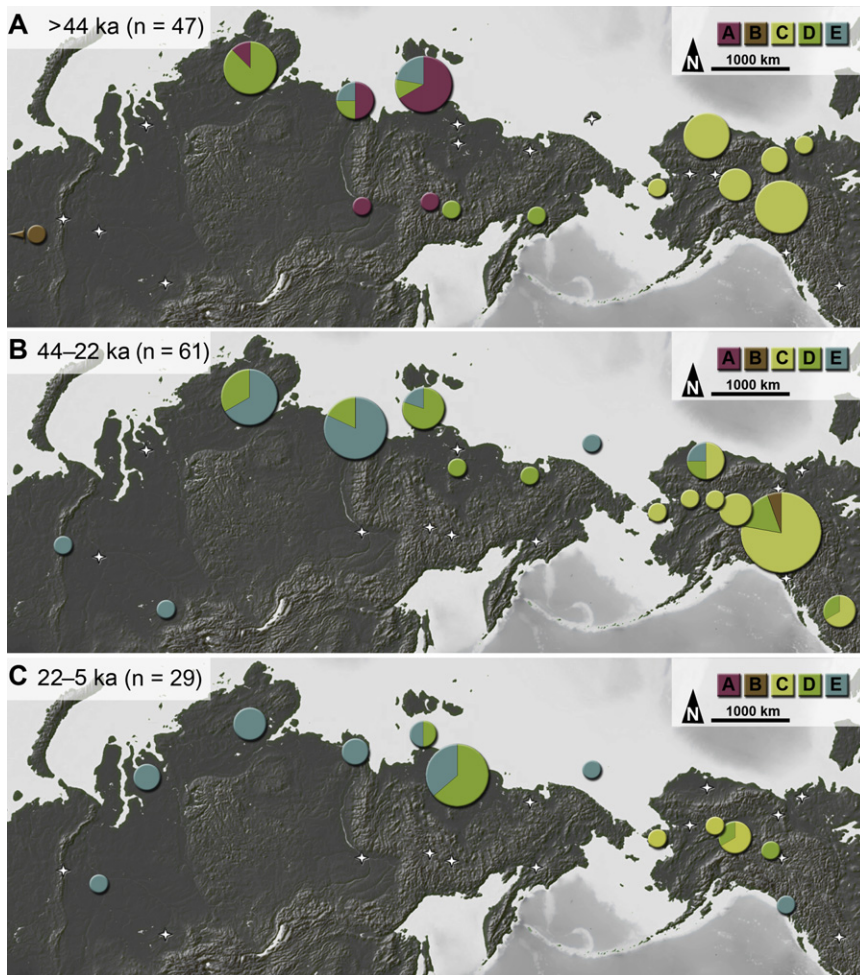 A >44 ka (n = 47)
A B C D E
N 1000 km
B 44–22 ka (n = 61)
A B C D E
N 1000 km
C 22–5 ka (n = 29)
A B C D E
N 1000 km